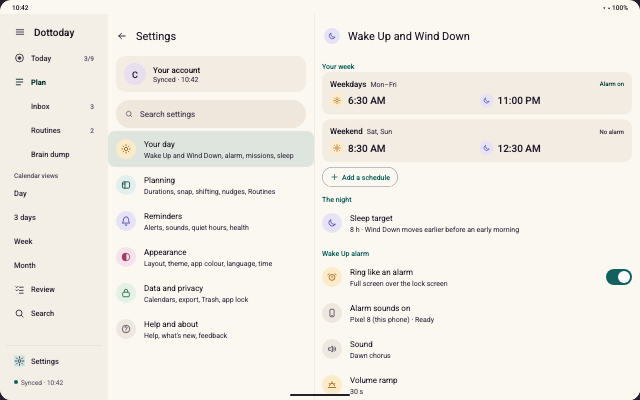 10:42
100%
Dottoday
Today 3/9
Plan
Inbox 3
Routines 2
Brain dump
Calendar views
Day
3 days
Week
Month
Review
Search
Settings
Synced · 10:42
Settings
C
Your account
Synced · 10:42
Search settings
Your day
Wake Up and Wind Down, alarm, missions, sleep
Planning
Durations, snap, shifting, nudges, Routines
Reminders
Alerts, sounds, quiet hours, health
Appearance
Layout, theme, app colour, language, time
Data and privacy
Calendars, export, Trash, app lock
Help and about
Help, what's new, feedback
Wake Up and Wind Down
Your week
Weekdays Mon–Fri Alarm on
6:30 AM 11:00 PM
Weekend Sat, Sun No alarm
8:30 AM 12:30 AM
+ Add a schedule
The night
Sleep target
8 h · Wind Down moves earlier before an early morning
Wake Up alarm
Ring like an alarm
Full screen over the lock screen
Alarm sounds on
Pixel 8 (this phone) · Ready
Sound
Dawn chorus
Volume ramp
30 s